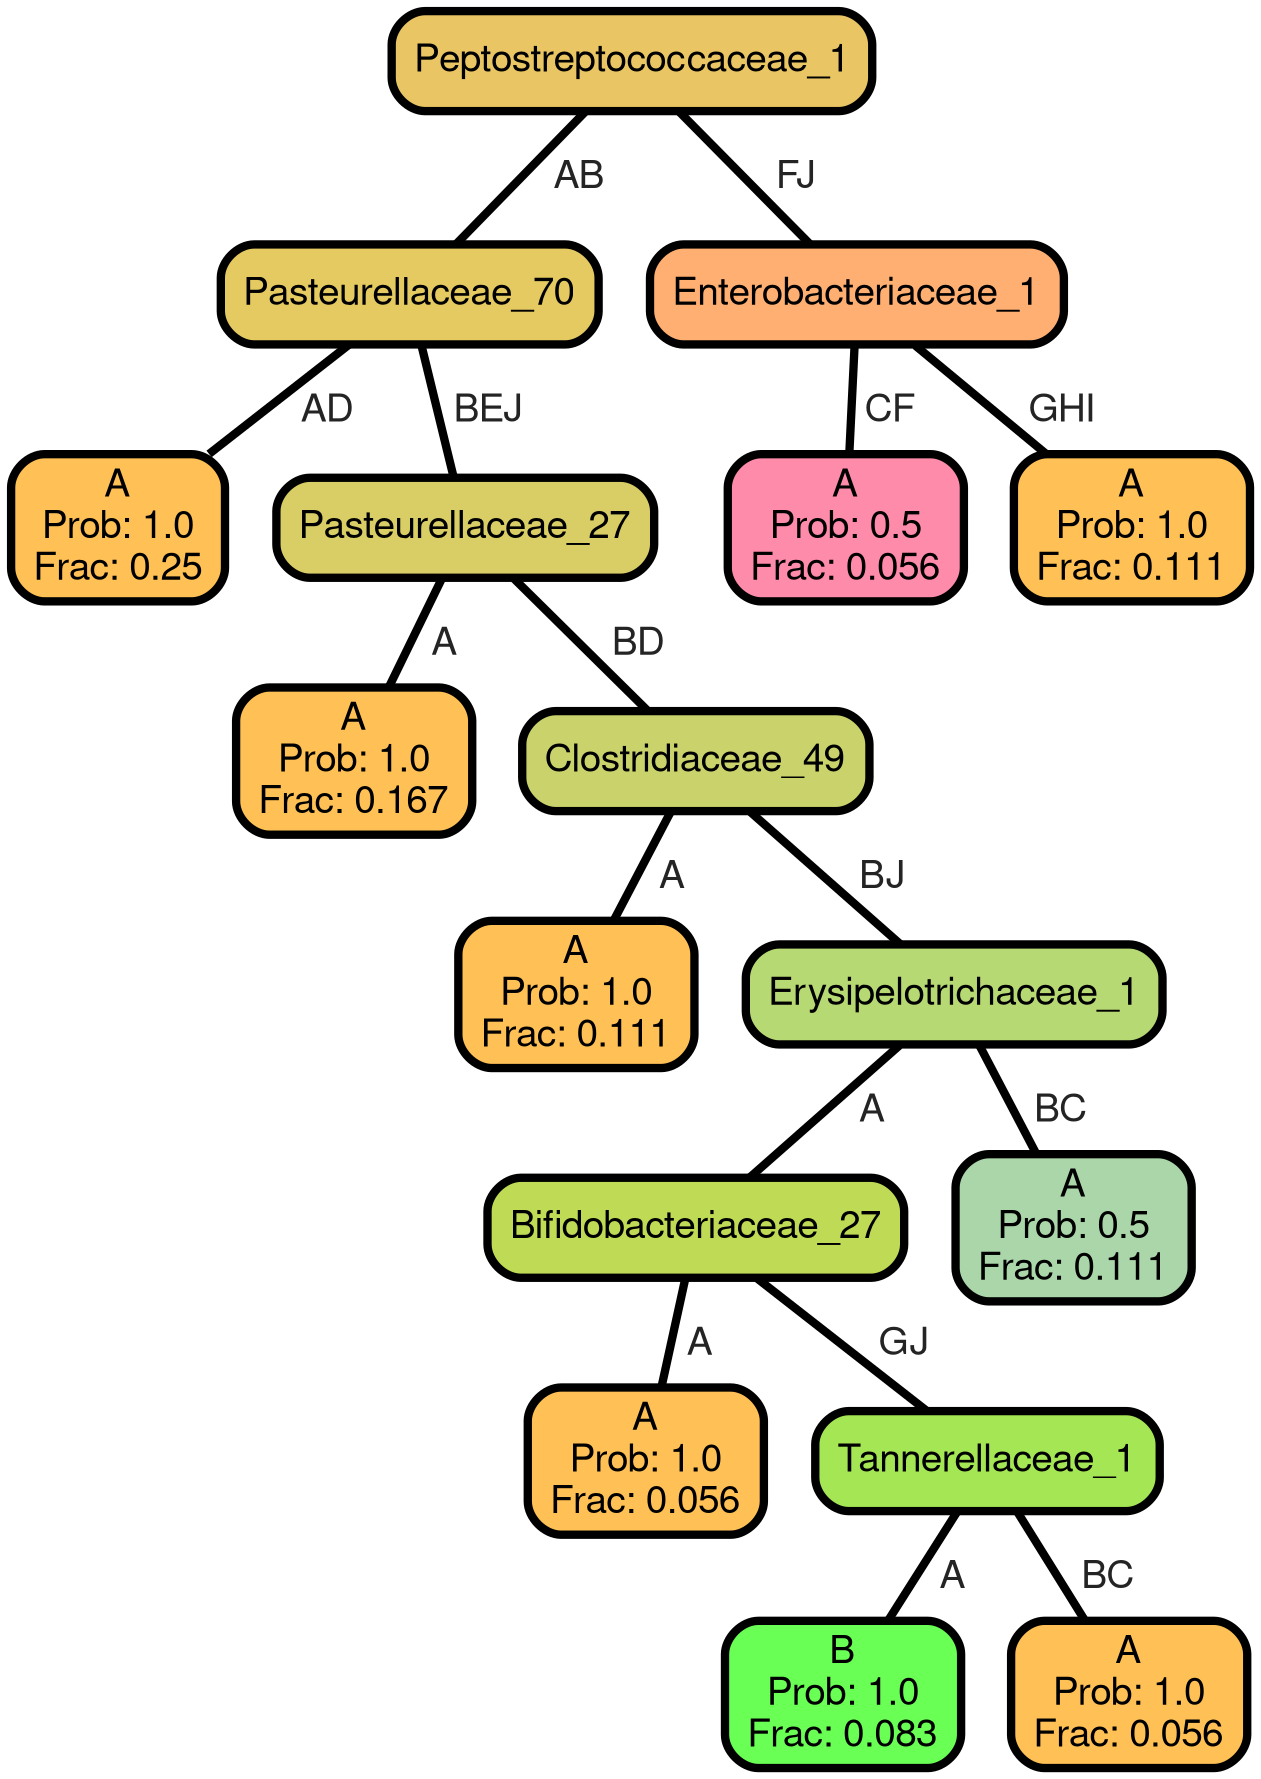 Peptostreptococcaceae_1
AB
FJ
Pasteurellaceae_70
Enterobacteriaceae_1
AD
BEJ
CF
GHI
A
Prob: 1.0
Frac: 0.25
Pasteurellaceae_27
A
Prob: 0.5
Frac: 0.056
A
Prob: 1.0
Frac: 0.111
A
BD
A
Prob: 1.0
Frac: 0.167
Clostridiaceae_49
A
BJ
A
Prob: 1.0
Frac: 0.111
Erysipelotrichaceae_1
A
BC
Bifidobacteriaceae_27
A
Prob: 0.5
Frac: 0.111
A
GJ
A
Prob: 1.0
Frac: 0.056
Tannerellaceae_1
A
BC
B
Prob: 1.0
Frac: 0.083
A
Prob: 1.0
Frac: 0.056